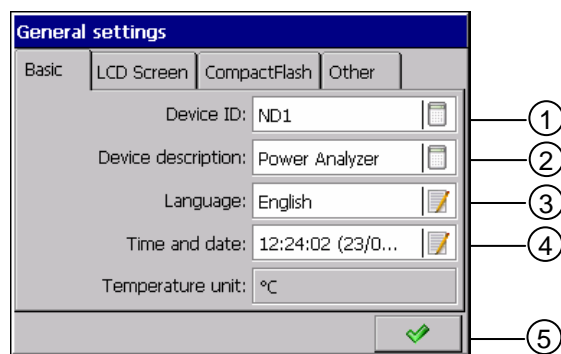 General settings
Basic LCD Screen CompactFlash Other
Device ID: ND1 1
Device description: Power Analyzer 2
Language: English 3
Time and date: 12:24:02 (23/0... 4
Temperature unit: °C
5